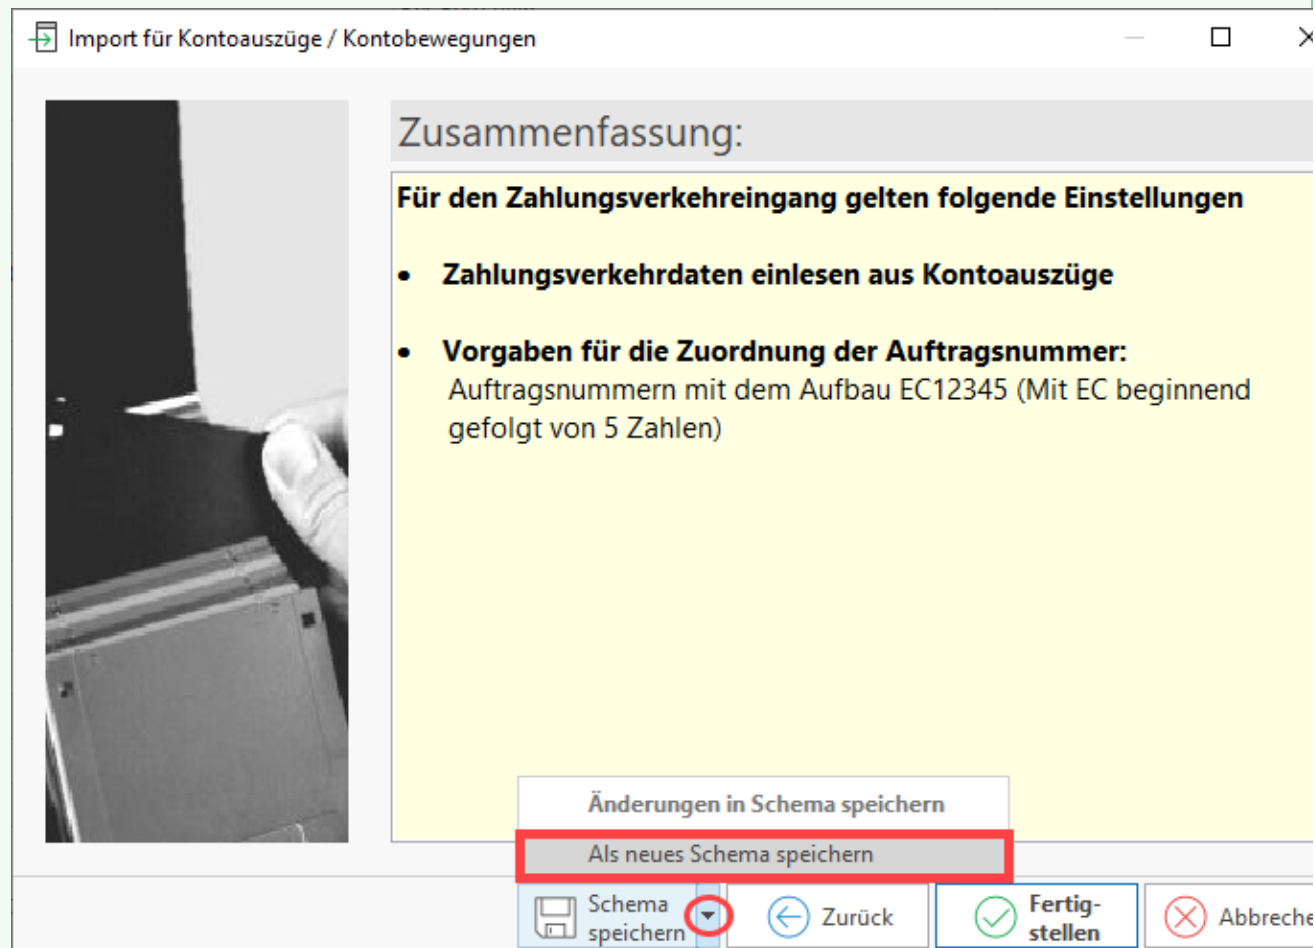 Import für Kontoauszüge / Kontobewegungen
Zusammenfassung:
Für den Zahlungsverkehreingang gelten folgende Einstellungen
• Zahlungsverkehrdaten einlesen aus Kontoauszüge
• Vorgaben für die Zuordnung der Auftragsnummer:
Auftragsnummern mit dem Aufbau EC12345 (Mit EC beginnend
gefolgt von 5 Zahlen)
Änderungen in Schema speichern
Als neues Schema speichern
Schema
speichern
Zurück
Fertig-
stellen
Abbreche